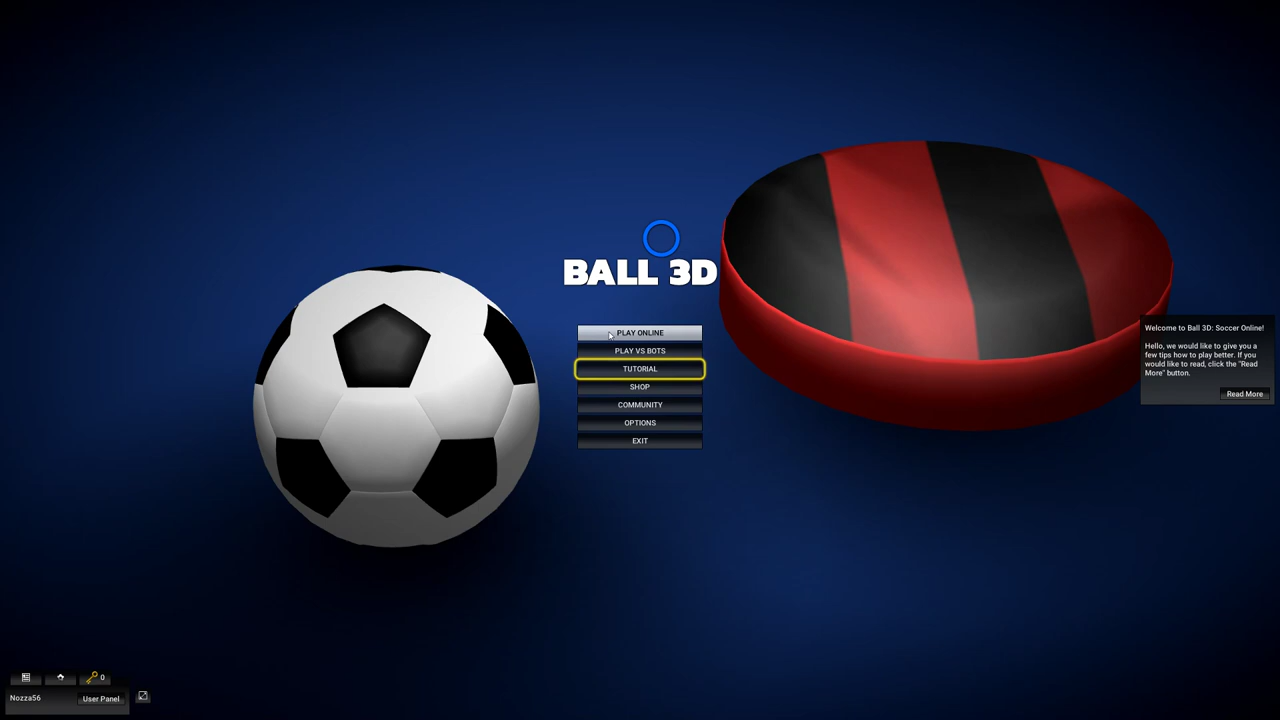 BALL 3D
PLAY ONLINE
PLAY VS BOTS
TUTORIAL
SHOP
COMMUNITY
OPTIONS
EXIT
Welcome to Ball 3D: Soccer Online!
Hello, we would like to give you a
few tips how to play better. If you
would like to read, click the "Read
More" button.
Read More
0
Nozza56
User Panel